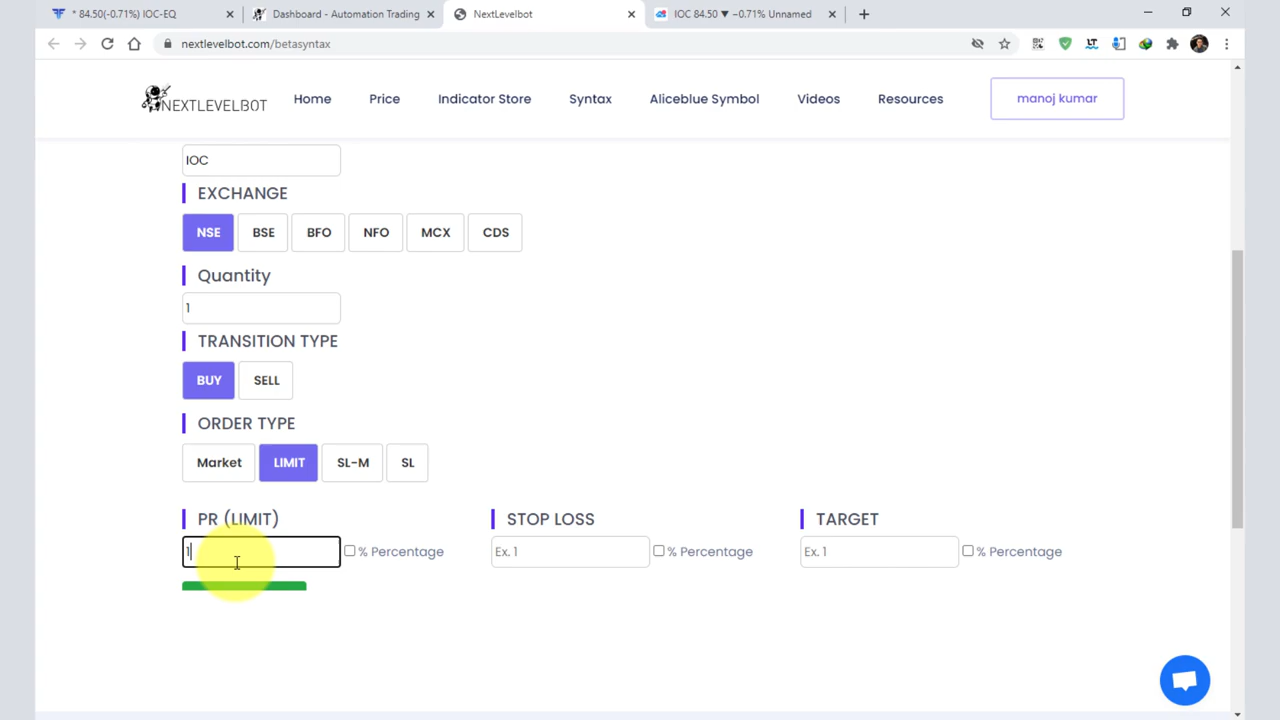 * 84.50(-0.71%) IOC-EQ
Dashboard - Automation Trading
NextLevelbot
IOC 84.50 ▼ −0.71% Unnamed
nextlevelbot.com/betasyntax
LT
NEXTLEVELBOT
Home
Price
Indicator Store
Syntax
Aliceblue Symbol
Videos
Resources
manoj kumar
IOC
EXCHANGE
NSE
BSE
BFO
NFO
MCX
CDS
Quantity
1
TRANSITION TYPE
BUY
SELL
ORDER TYPE
Market
LIMIT
SL-M
SL
PR (LIMIT)
STOP LOSS
TARGET
1
% Percentage
Ex. 1
% Percentage
Ex. 1
% Percentage